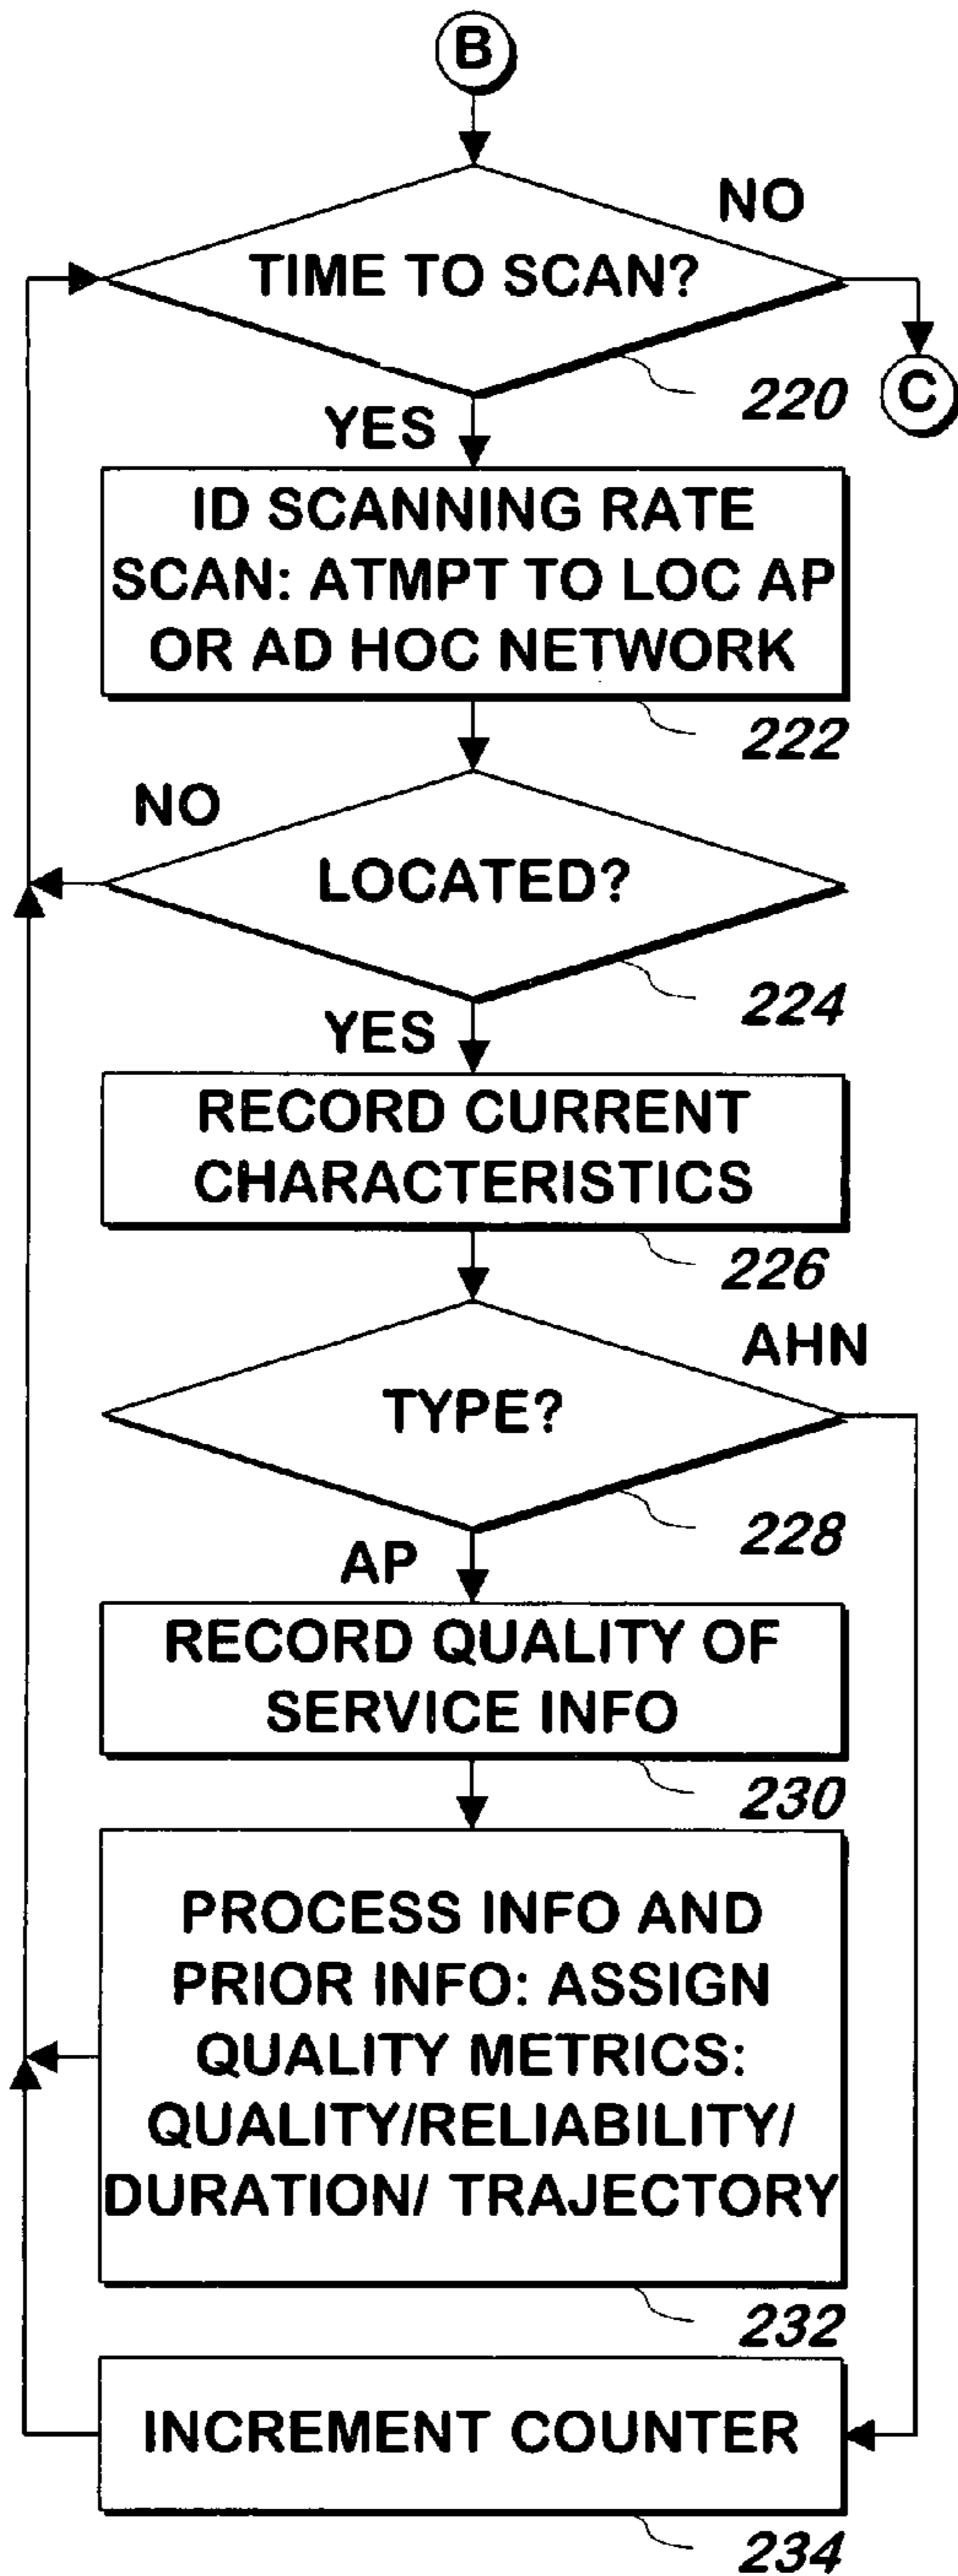 B
NO
TIME TO SCAN?
220
C
YES
ID SCANNING RATE
SCAN: ATMPT TO LOC AP
OR AD HOC NETWORK
222
NO
LOCATED?
224
YES
RECORD CURRENT
CHARACTERISTICS
226
AHN
TYPE?
228
AP
RECORD QUALITY OF
SERVICE INFO
230
PROCESS INFO AND
PRIOR INFO: ASSIGN
QUALITY METRICS:
QUALITY/RELIABILITY/
DURATION/ TRAJECTORY
232
INCREMENT COUNTER
234